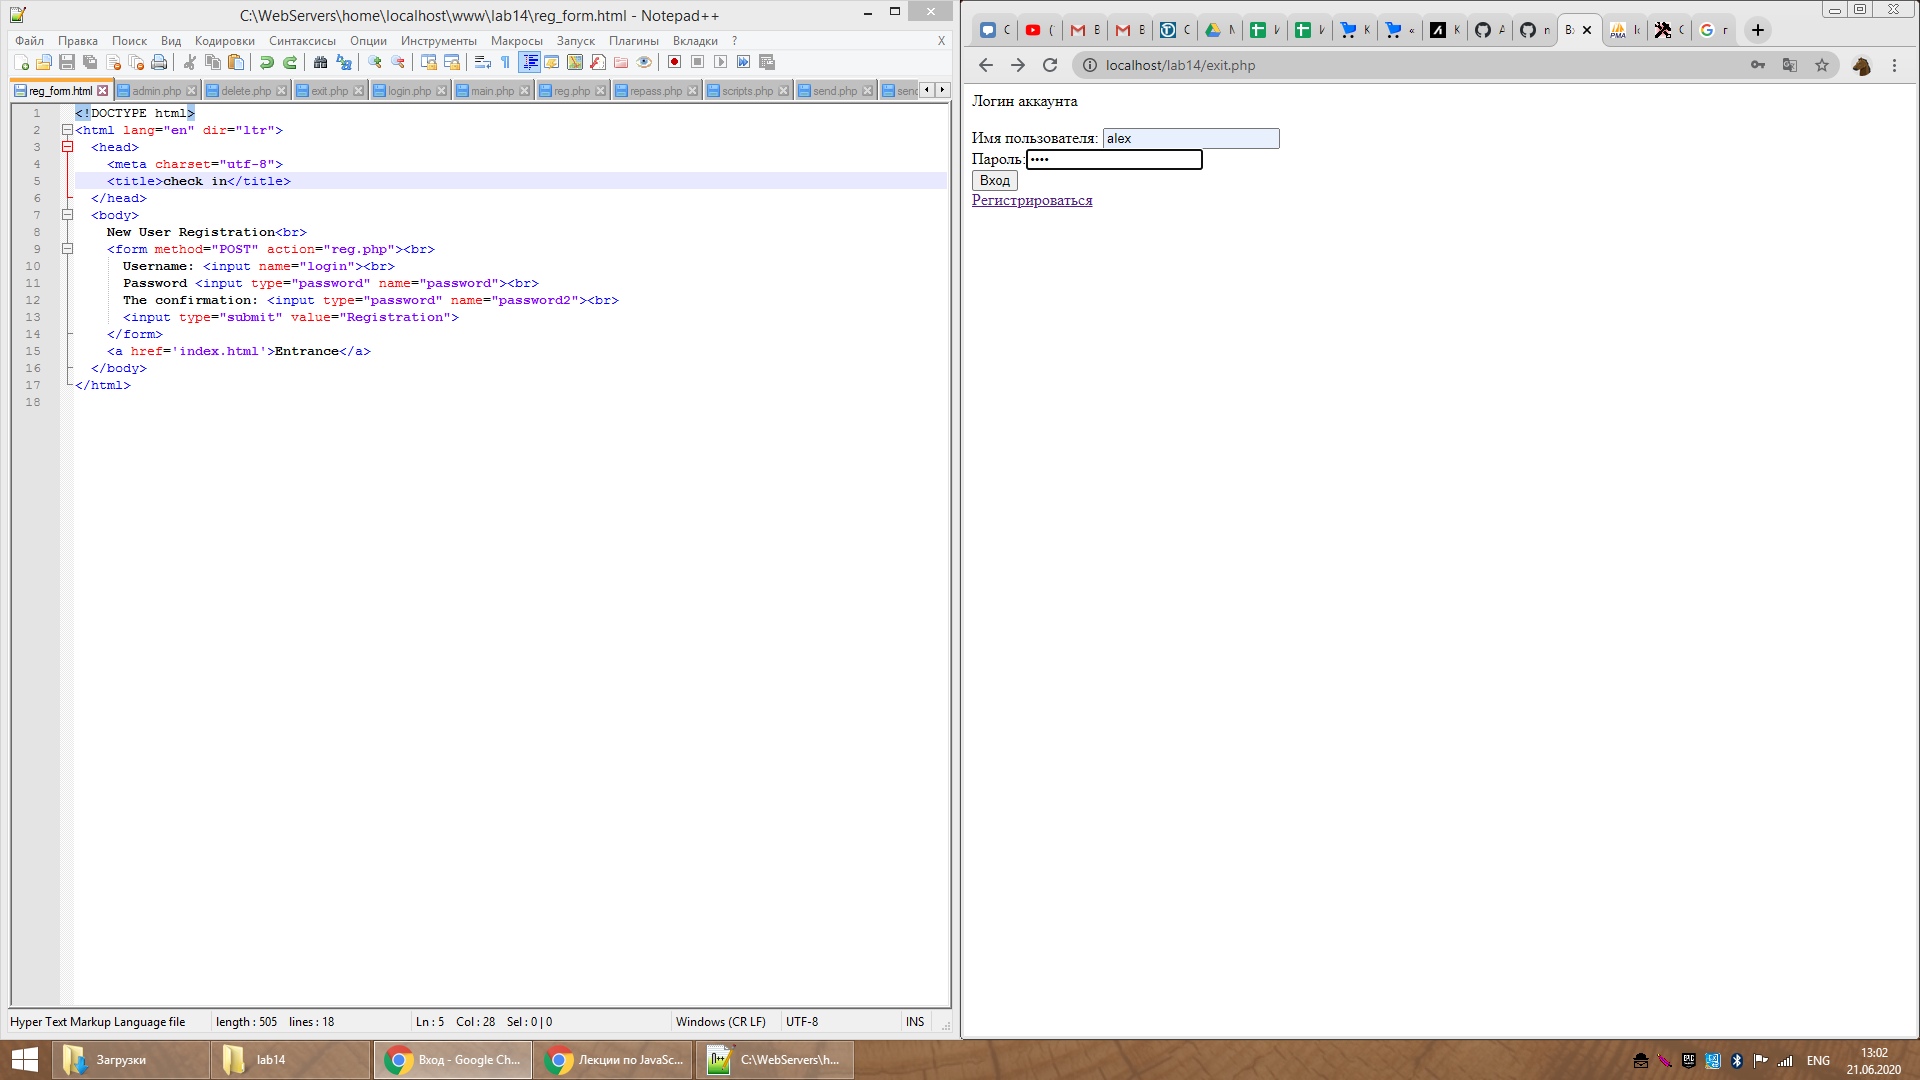 C:\WebServers\home\localhost\www\lab14\reg_form.html - Notepad++
Файл Правка Поиск Вид Кодировки Синтаксисы Опции Инструменты Макросы Запуск Плагины Вкладки ? X
reg_form.html admin.php delete.php exit.php login.php main.php reg.php repass.php scripts.php send.php
1 <!DOCTYPE html>
2 <html lang="en" dir="ltr">
3 <head>
4 <meta charset="utf-8">
5 <title>check in</title>
6 </head>
7 <body>
8 New User Registration<br>
9 <form method="POST" action="reg.php"><br>
10 Username: <input name="login"><br>
11 Password <input type="password" name="password"><br>
12 The confirmation: <input type="password" name="password2"><br>
13 <input type="submit" value="Registration">
14 </form>
15 <a href='index.html'>Entrance</a>
16 </body>
17 </html>
18
Hyper Text Markup Language file length : 505 lines : 18 Ln : 5 Col : 28 Sel : 0 | 0 Windows (CR LF) UTF-8 INS
localhost/lab14/exit.php
Логин аккаунта
Имя пользователя: alex
Пароль: ••••
Вход
Регистрироваться
Загрузки lab14 Вход - Google Ch... Лекции по JavaSc... C:\WebServers\h... ENG 13:02
21.06.2020